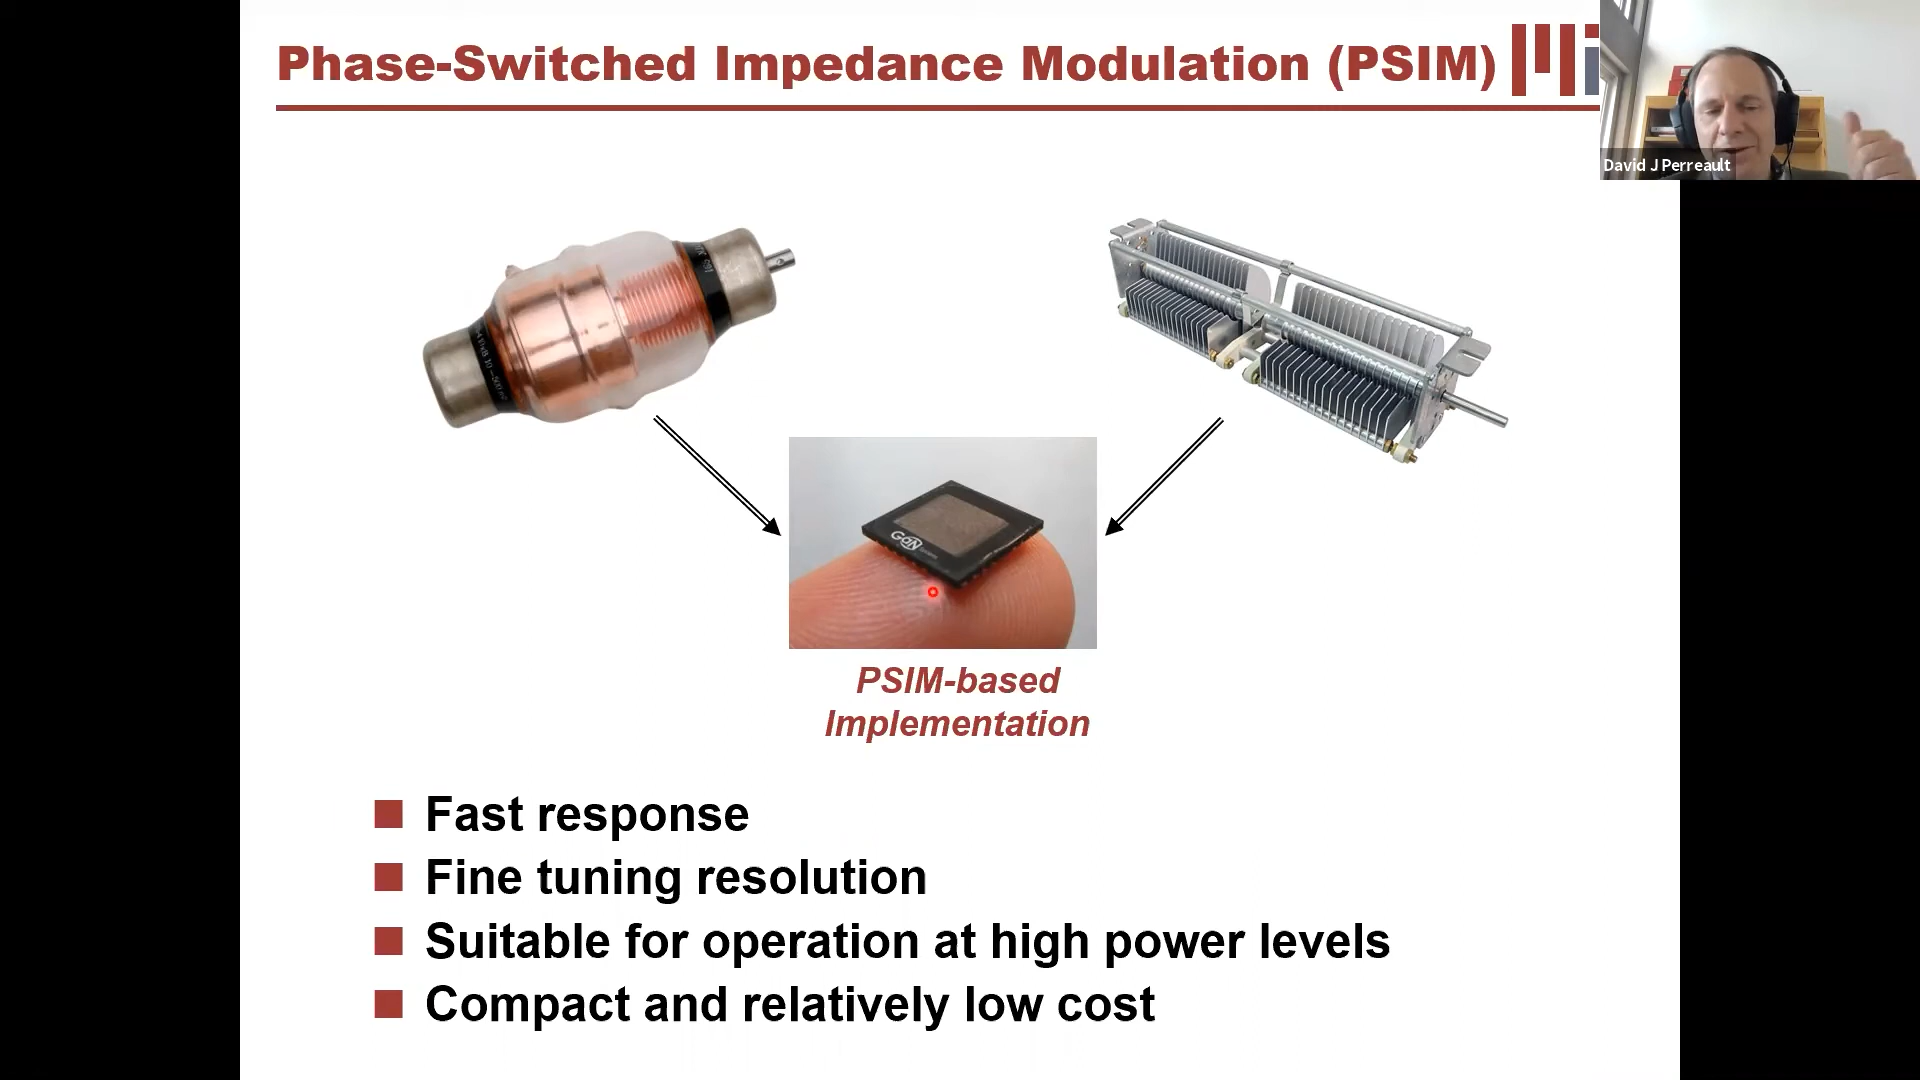 Phase-Switched Impedance Modulation (PSIM)
David J Perreault
GaN
PSIM-based
Implementation
Fast response
Fine tuning resolution
Suitable for operation at high power levels
Compact and relatively low cost